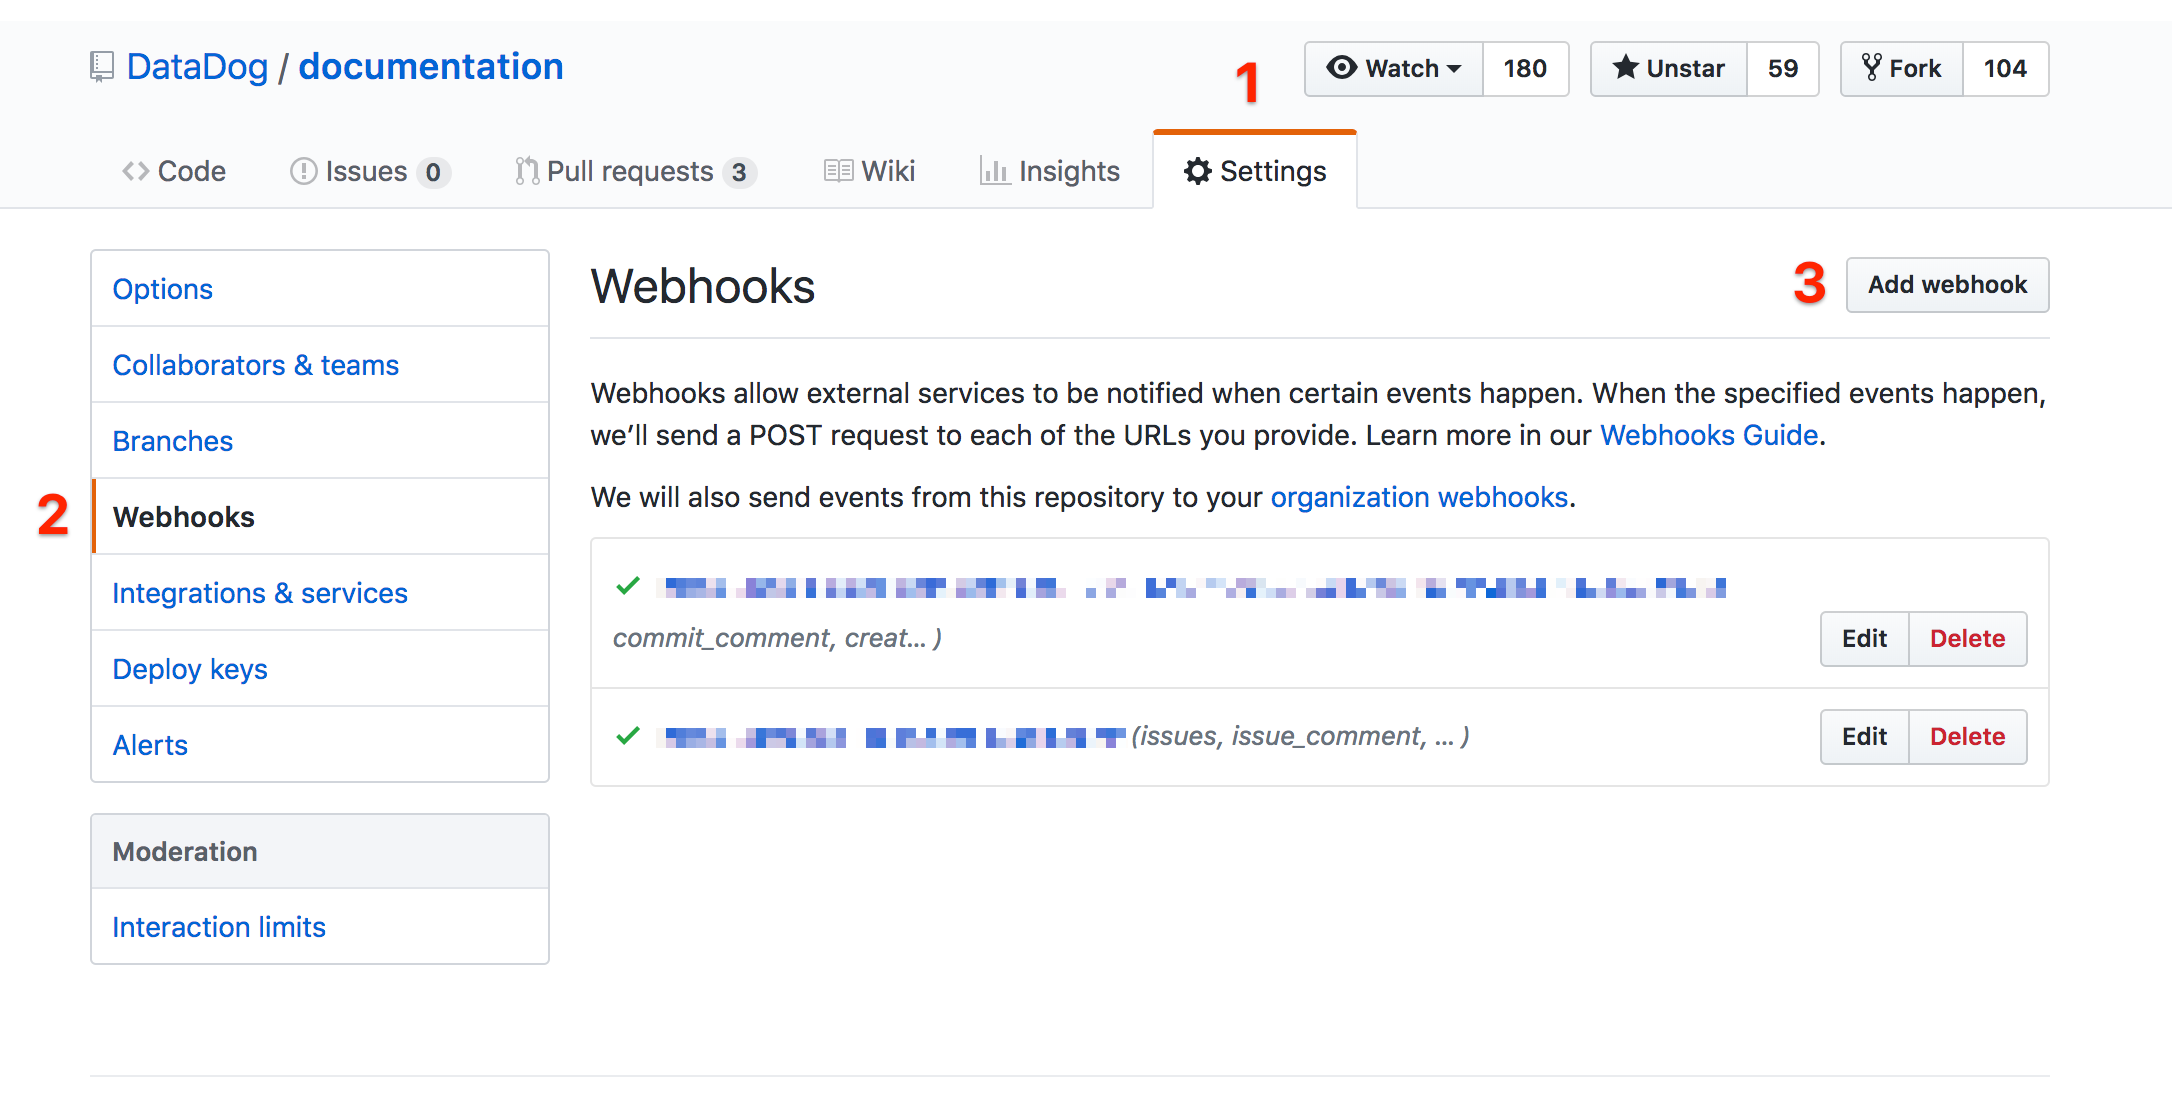 DataDog / documentation
1
Watch 180
Unstar 59
Fork 104
Code
Issues 0
Pull requests 3
Wiki
Insights
Settings
Options
Collaborators & teams
Branches
2
Webhooks
Integrations & services
Deploy keys
Alerts
Moderation
Interaction limits
Webhooks
3
Add webhook
Webhooks allow external services to be notified when certain events happen. When the specified events happen,
we’ll send a POST request to each of the URLs you provide. Learn more in our Webhooks Guide.
We will also send events from this repository to your organization webhooks.
commit_comment, creat... )
Edit Delete
(issues, issue_comment, ... )
Edit Delete